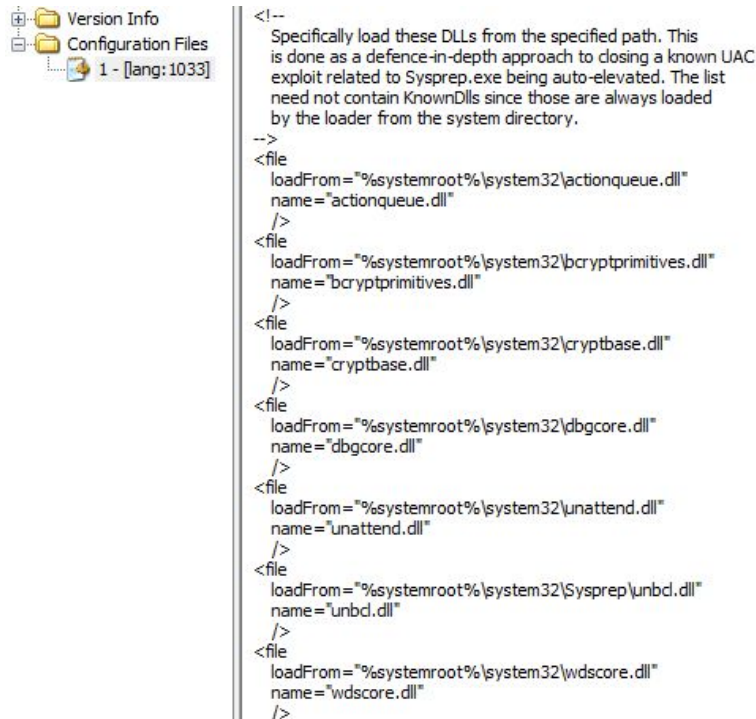 Version Info
Configuration Files
1 - [lang:1033]
<!--
Specifically load these DLLs from the specified path. This
is done as a defence-in-depth approach to closing a known UAC
exploit related to Sysprep.exe being auto-elevated. The list
need not contain KnownDlls since those are always loaded
by the loader from the system directory.
-->
<file
loadFrom="%systemroot%\system32\actionqueue.dll"
name="actionqueue.dll"
/>
<file
loadFrom="%systemroot%\system32\bcryptprimitives.dll"
name="bcryptprimitives.dll"
/>
<file
loadFrom="%systemroot%\system32\cryptbase.dll"
name="cryptbase.dll"
/>
<file
loadFrom="%systemroot%\system32\dbgcore.dll"
name="dbgcore.dll"
/>
<file
loadFrom="%systemroot%\system32\unattend.dll"
name="unattend.dll"
/>
<file
loadFrom="%systemroot%\system32\Sysprep\unbcl.dll"
name="unbcl.dll"
/>
<file
loadFrom="%systemroot%\system32\wdscore.dll"
name="wdscore.dll"
/>